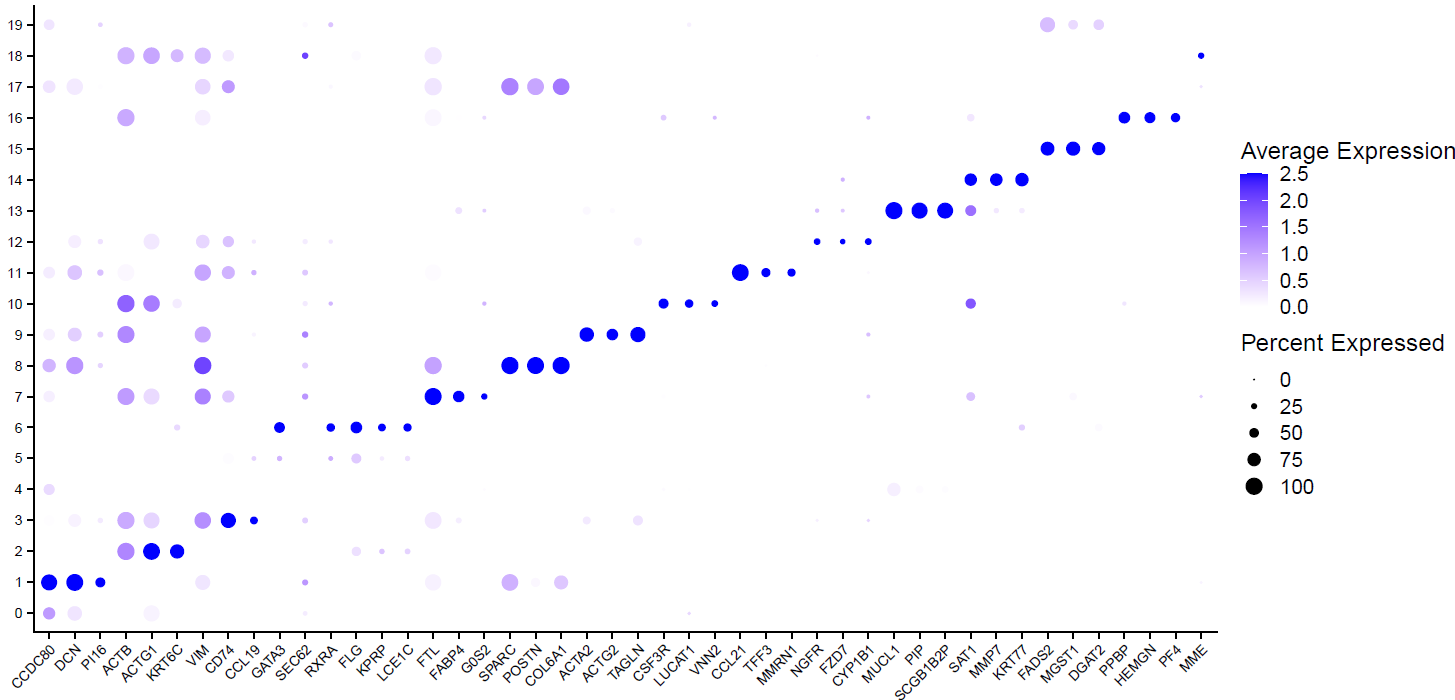 19
18
17
16
15
14
13
12
11
10
9
8
7
6
5
4
3
2
1
0
CCDC80
DCN
PI16
ACTB
ACTG1
KRT6C
VIM
CD74
CCL19
GATA3
SEC62
RXRA
FLG
KPRP
LCE1C
FTL
FABP4
G0S2
SPARC
POSTN
COL6A1
ACTA2
ACTG2
TAGLN
CSF3R
LUCAT1
VNN2
CCL21
TFF3
MMRN1
NGFR
FZD7
CYP1B1
MUCL1
PIP
SCGB1B2P
SAT1
MMP7
KRT77
FADS2
MGST1
DGAT2
PPBP
HEMGN
PF4
MME
Average Expression
2.5
2.0
1.5
1.0
0.5
0.0
Percent Expressed
0
25
50
75
100